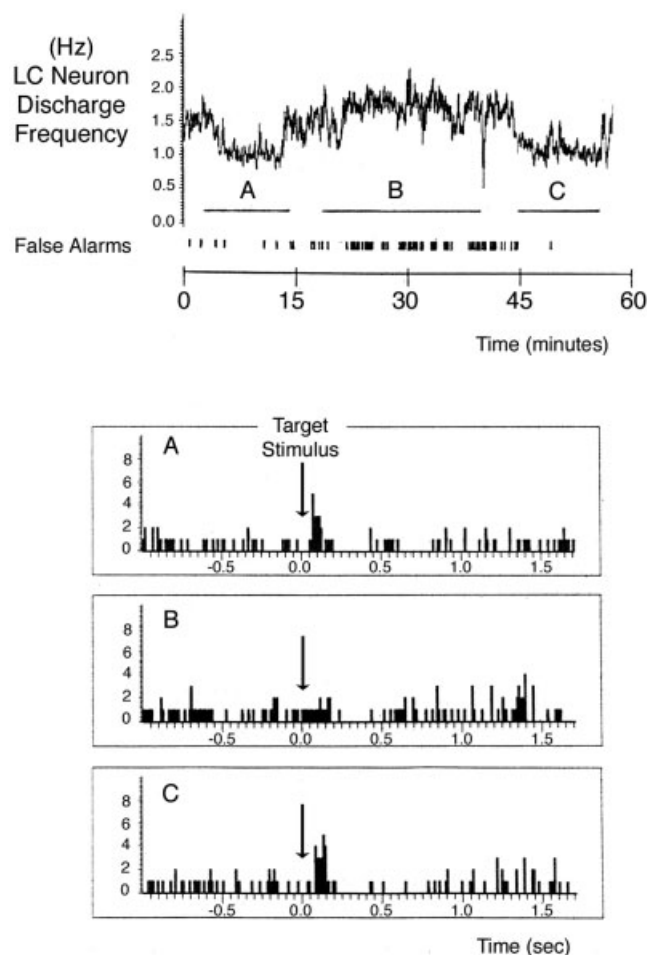 (Hz)
LC Neuron
Discharge
Frequency
2.5
2.0
1.5
1.0
0.5
0.0
A
B
C
False Alarms
0
15
30
45
60
Time (minutes)
Target
Stimulus
A
8
6
4
2
0
-0.5
0.0
0.5
1.0
1.5
B
8
6
4
2
0
-0.5
0.0
0.5
1.0
1.5
C
8
6
4
2
0
-0.5
0.0
0.5
1.0
1.5
Time (sec)